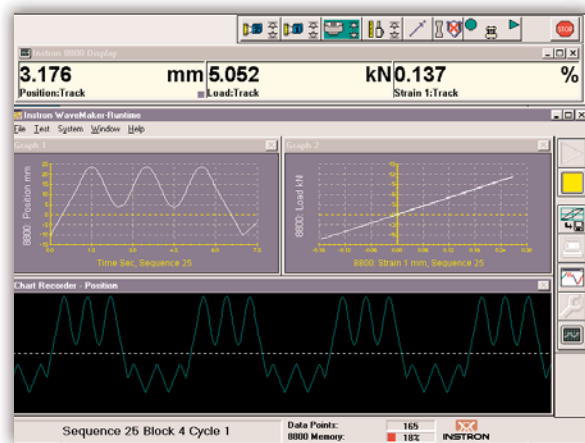 STOP
Instron 8800 Display
3.176 mm
Position:Track
5.052 kN
Load:Track
0.137 %
Strain 1:Track
Instron WaveMaker-Runtime
File Test System Window Help
Graph 1
8800: Position mm
Time Sec, Sequence 25
Graph 2
8800: Load kN
8800: Strain 1 mm, Sequence 25
Chart Recorder - Position
Sequence 25 Block 4 Cycle 1
Data Points: 165
8800 Memory: 18%
INSTRON